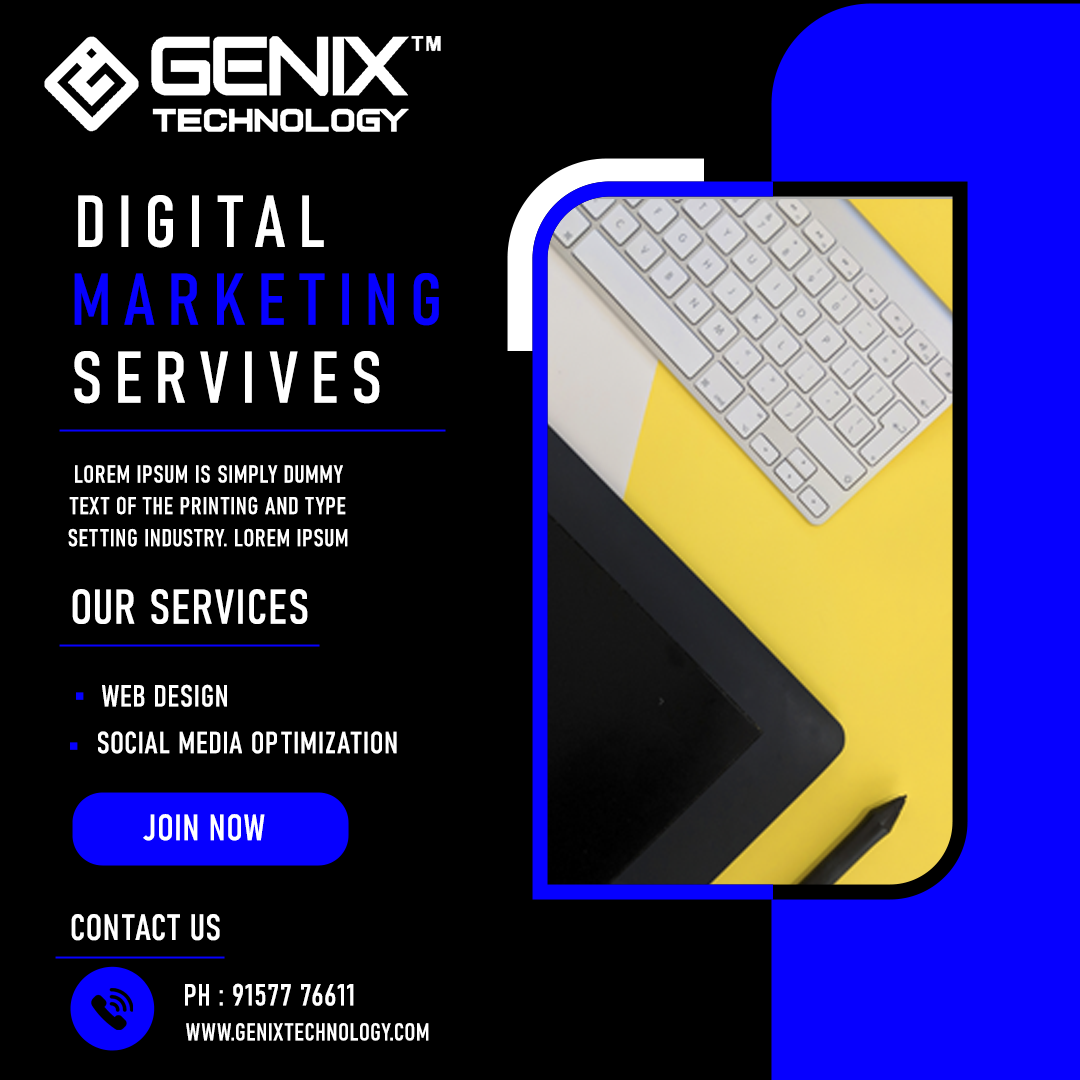 GENIX™
TECHNOLOGY
DIGITAL
MARKETING
SERVIVES
LOREM IPSUM IS SIMPLY DUMMY
TEXT OF THE PRINTING AND TYPE
SETTING INDUSTRY. LOREM IPSUM
OUR SERVICES
WEB DESIGN
SOCIAL MEDIA OPTIMIZATION
JOIN NOW
CONTACT US
PH : 91577 76611
WWW.GENIXTECHNOLOGY.COM